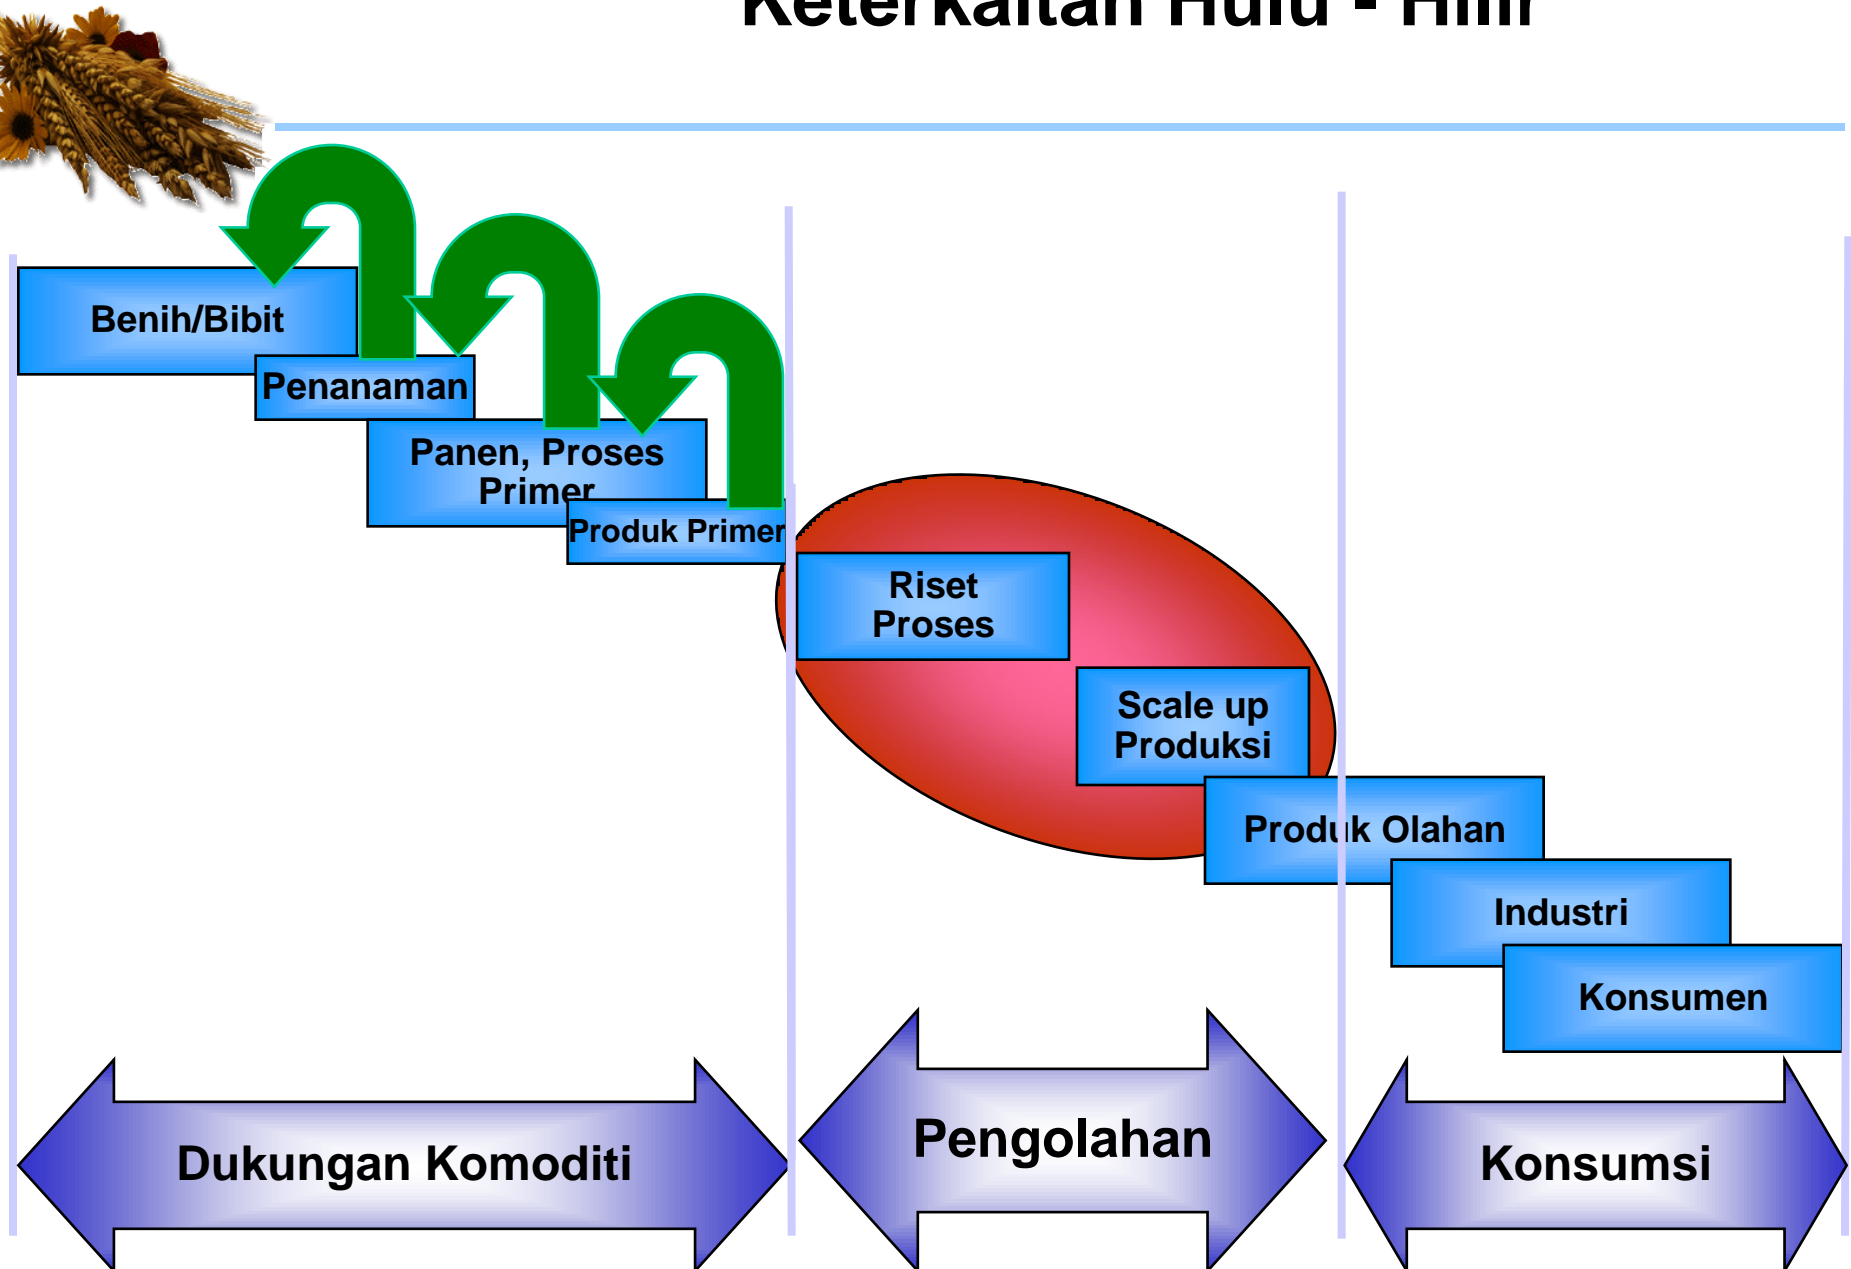 Keterkaitan Hulu - Hilir
Benih/Bibit
Penanaman
Panen, Proses
Primer
Produk Primer
Riset
Proses
Scale up
Produksi
Produk Olahan
Industri
Konsumen
Dukungan Komoditi
Pengolahan
Konsumsi